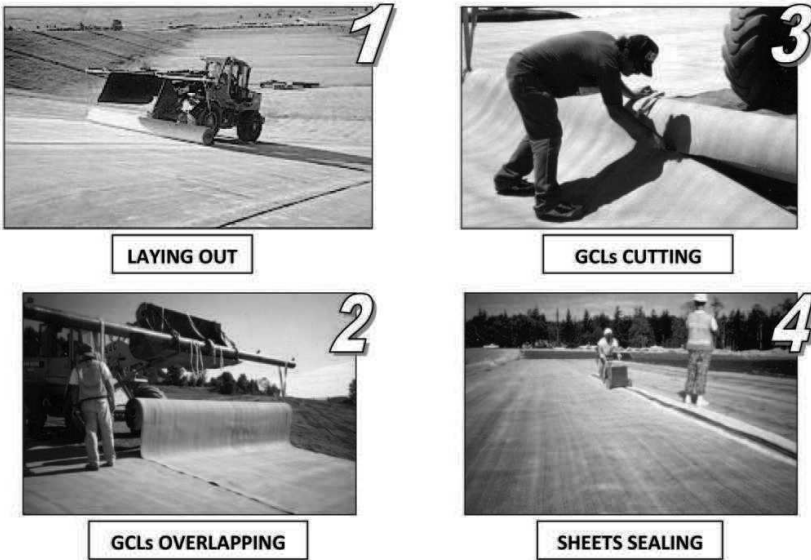 1
LAYING OUT
2
GCLs OVERLAPPING
3
GCLs CUTTING
4
SHEETS SEALING